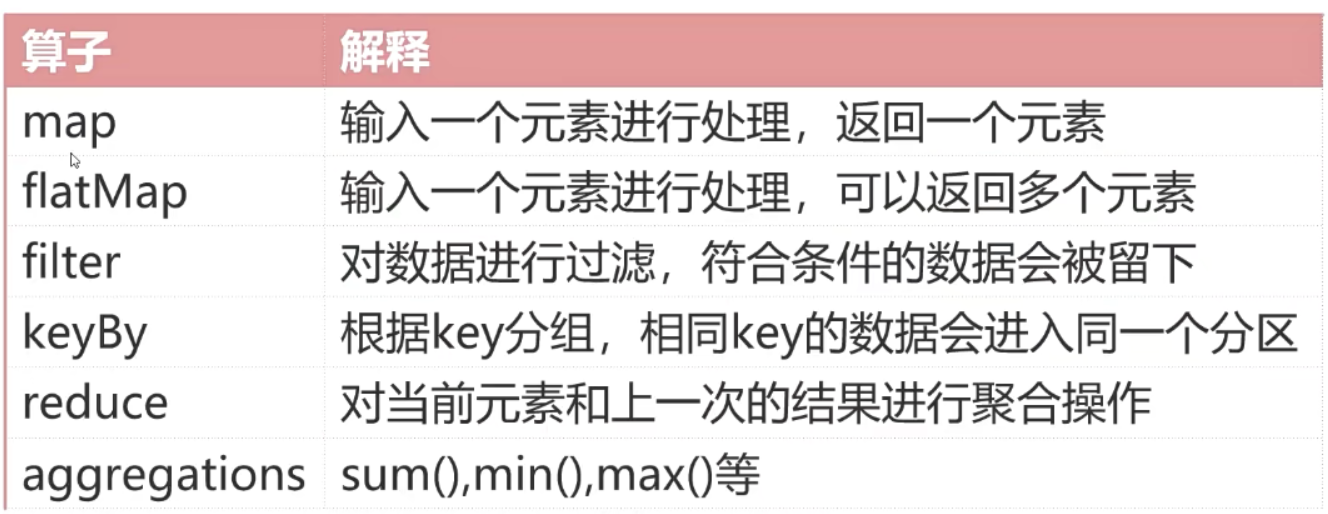 算子 解释
map 输入一个元素进行处理，返回一个元素
flatMap 输入一个元素进行处理，可以返回多个元素
filter 对数据进行过滤，符合条件的数据会被留下
keyBy 根据key分组，相同key的数据会进入同一个分区
reduce 对当前元素和上一次的结果进行聚合操作
aggregations sum(),min(),max()等